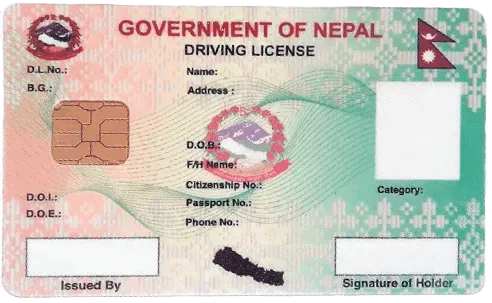 GOVERNMENT OF NEPAL
DRIVING LICENSE
D.L.No.:
Name:
B.G.:
Address :
D.O.B.:
F/H Name:
Citizenship No.:
Category:
D.O.I.:
Passport No.:
D.O.E.:
Phone No.:
Issued By
Signature of Holder